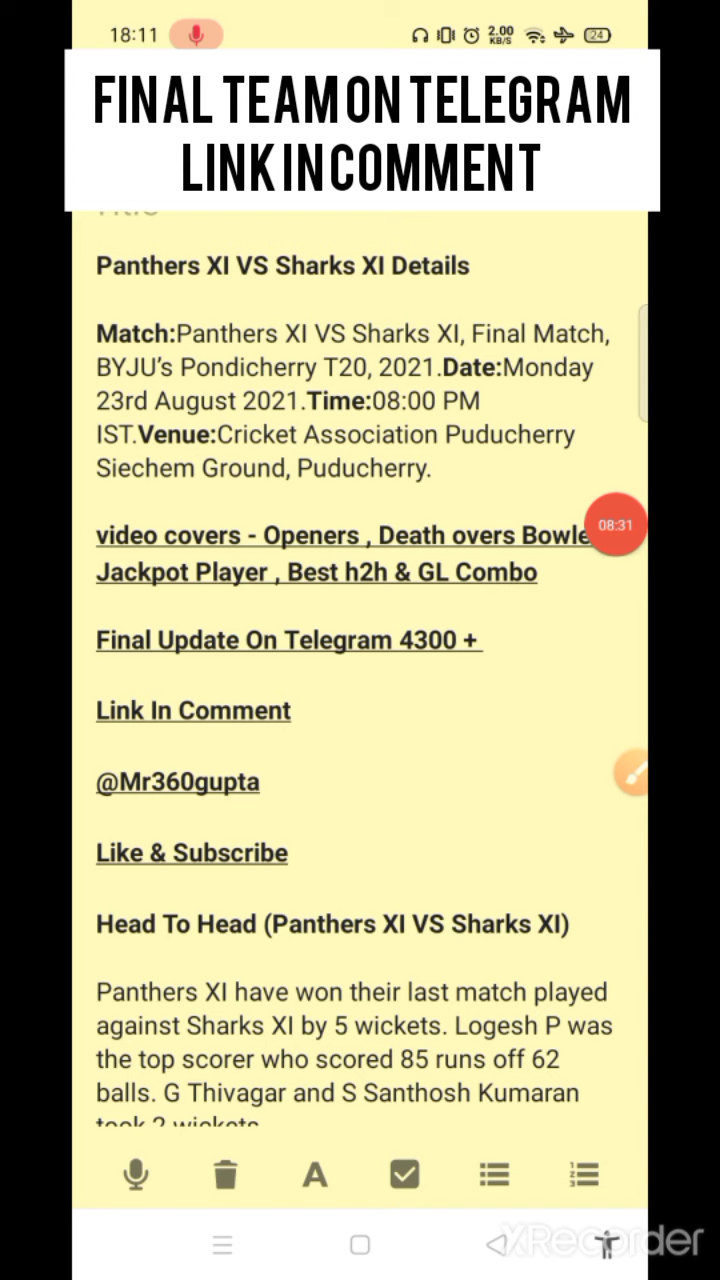 18:11
2.00
KB/S
24
FINAL TEAM ON TELEGRAM
LINK IN COMMENT
Title
Panthers XI VS Sharks XI Details
Match:Panthers XI VS Sharks XI, Final Match,
BYJU’s Pondicherry T20, 2021.Date:Monday
23rd August 2021.Time:08:00 PM
IST.Venue:Cricket Association Puducherry
Siechem Ground, Puducherry.
video covers - Openers , Death overs Bowle
08:31
Jackpot Player , Best h2h & GL Combo
Final Update On Telegram 4300 +
Link In Comment
@Mr360gupta
Like & Subscribe
Head To Head (Panthers XI VS Sharks XI)
Panthers XI have won their last match played
against Sharks XI by 5 wickets. Logesh P was
the top scorer who scored 85 runs off 62
balls. G Thivagar and S Santhosh Kumaran
took 2 wickets
A
XRecorder